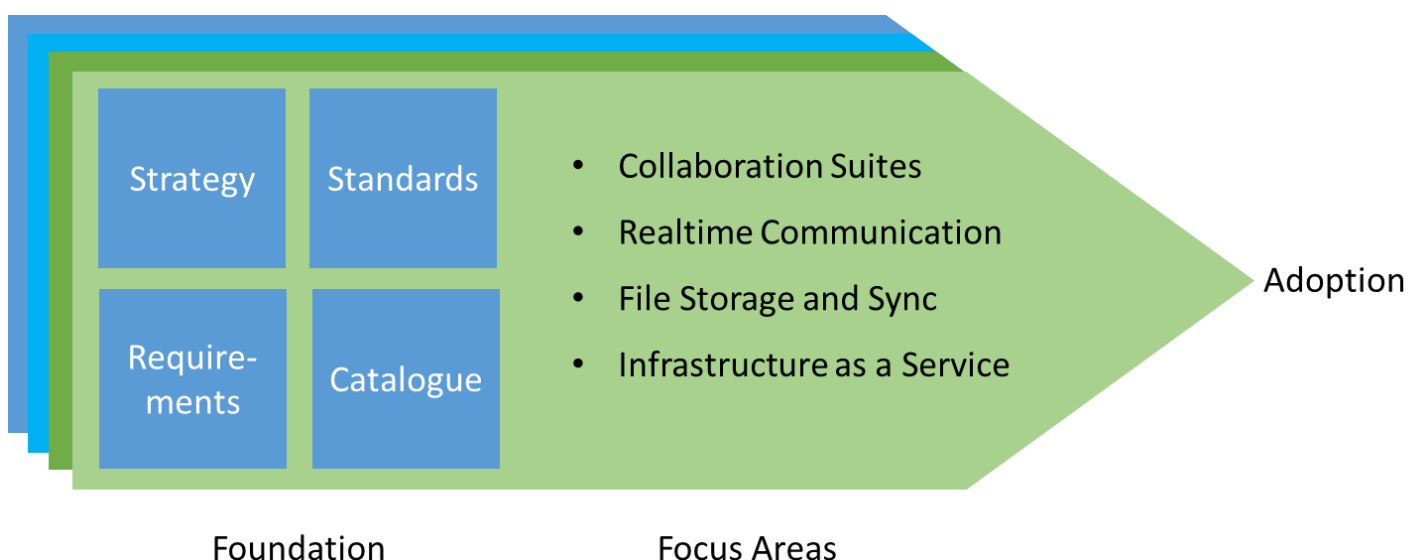 Strategy
Standards
Require-
ments
Catalogue
• Collaboration Suites
• Realtime Communication
• File Storage and Sync
• Infrastructure as a Service
Adoption
Foundation
Focus Areas